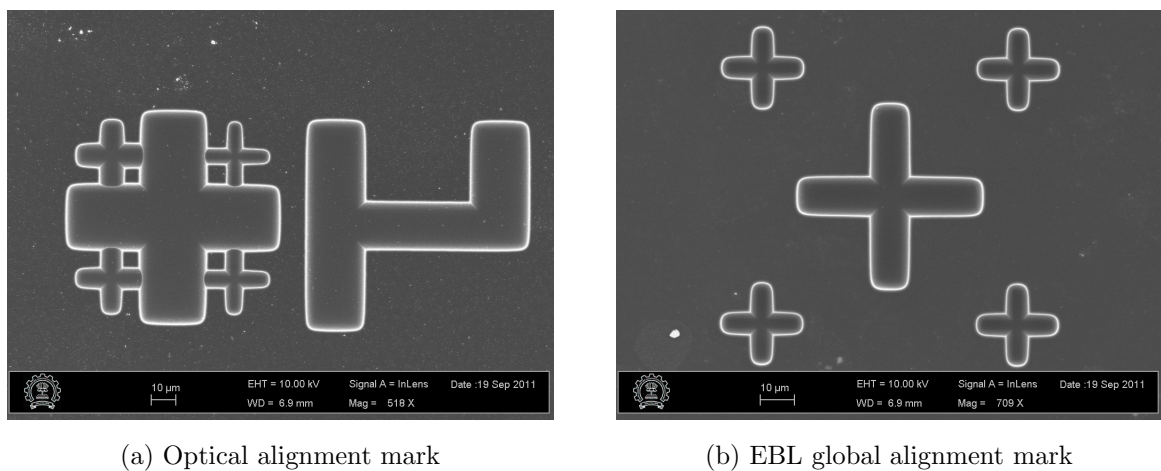 10 µm
EHT = 10.00 kV
Signal A = InLens
Date :19 Sep 2011
WD = 6.9 mm
Mag = 518 X
10 µm
EHT = 10.00 kV
Signal A = InLens
Date :19 Sep 2011
WD = 6.9 mm
Mag = 709 X
(a) Optical alignment mark
(b) EBL global alignment mark